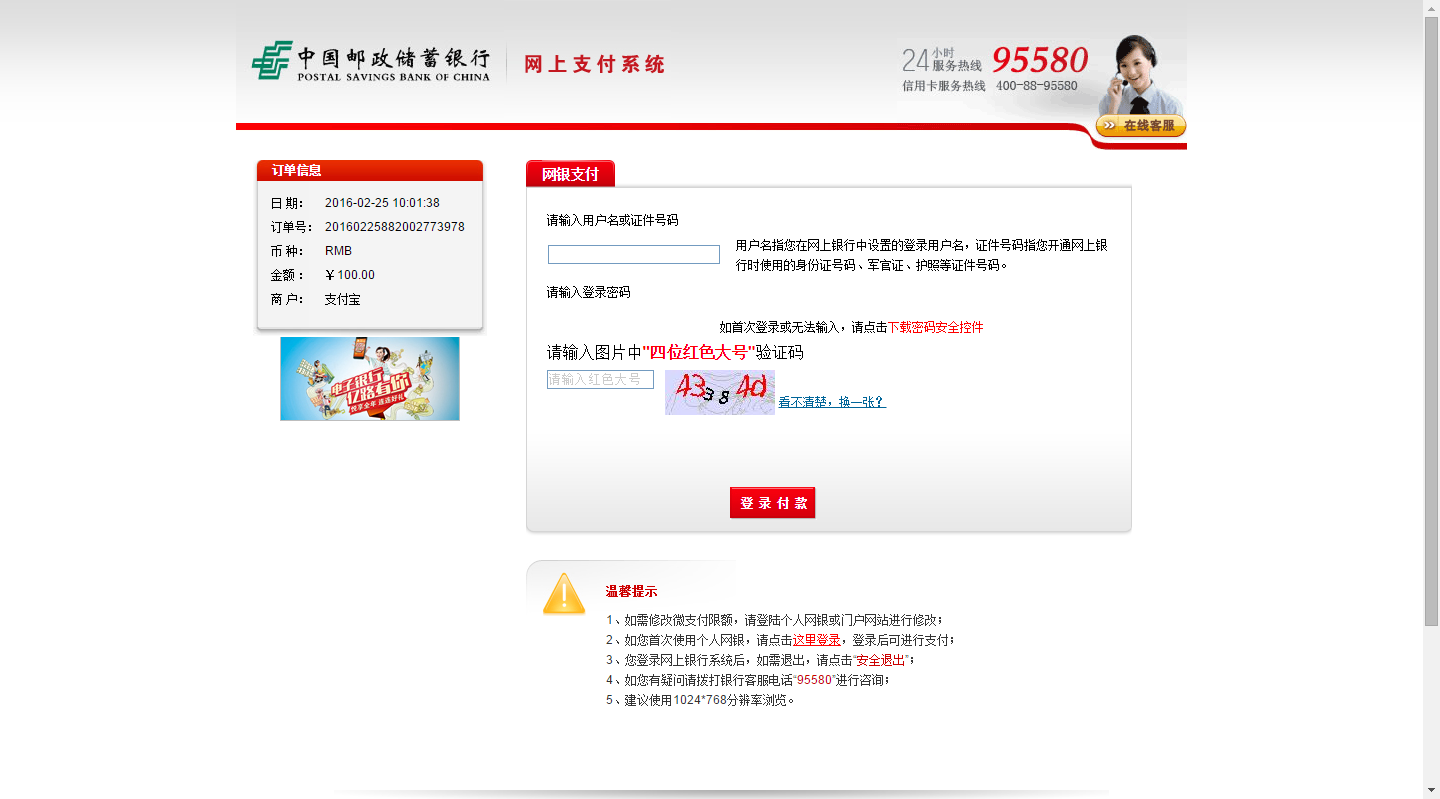 中国邮政储蓄银行
POSTAL SAVINGS BANK OF CHINA
网上支付系统
24小时服务热线 95580
信用卡服务热线 400-88-95580
在线客服
订单信息
日 期： 2016-02-25 10:01:38
订单号： 20160225882002773978
币 种： RMB
金额： ￥100.00
商 户： 支付宝
电子银行
亿路有你
悦享全年 连连好礼
网银支付
请输入用户名或证件号码
用户名指您在网上银行中设置的登录用户名，证件号码指您开通网上银
行时使用的身份证号码、军官证、护照等证件号码。
请输入登录密码
如首次登录或无法输入，请点击下载密码安全控件
请输入图片中"四位红色大号"验证码
请输入红色大号
43 3 8 4d
看不清楚，换一张？
登 录 付 款
温馨提示
1、如需修改微支付限额，请登陆个人网银或门户网站进行修改；
2、如您首次使用个人网银，请点击这里登录，登录后可进行支付；
3、您登录网上银行系统后，如需退出，请点击“安全退出”；
4、如您有疑问请拨打银行客服电话“95580”进行咨询；
5、建议使用1024*768分辨率浏览。